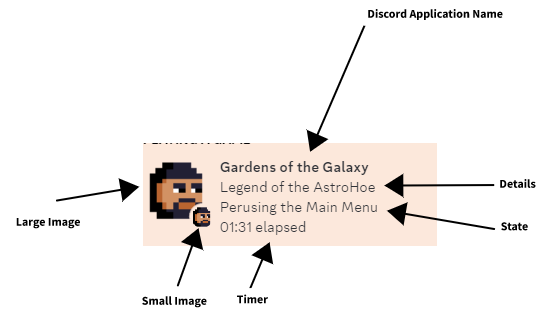 Discord Application Name
Gardens of the Galaxy
Legend of the AstroHoe
Perusing the Main Menu
01:31 elapsed
Details
State
Large Image
Small Image
Timer